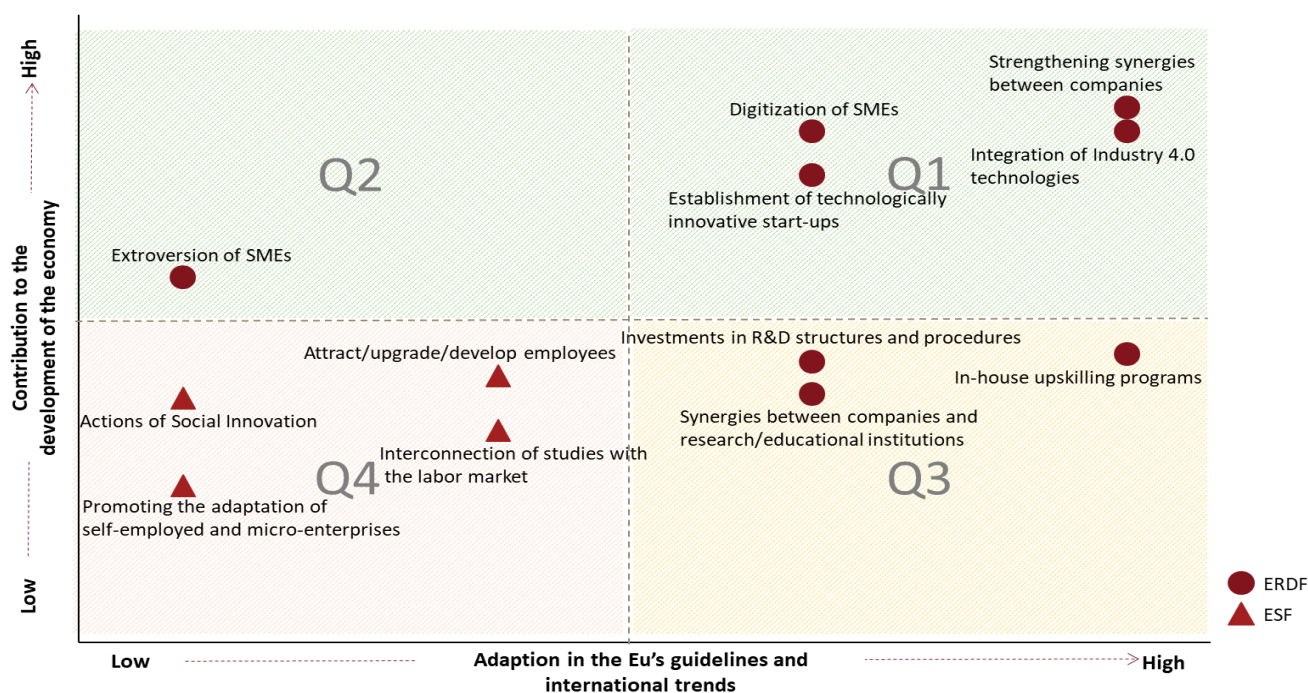 High
Contribution to the
development of the economy
Low
Q2
Q1
Strengthening synergies
between companies
Digitization of SMEs
Integration of Industry 4.0
technologies
Establishment of technologically
innovative start-ups
Extroversion of SMEs
Investments in R&D structures and procedures
Attract/upgrade/develop employees
In-house upskilling programs
Actions of Social Innovation
Synergies between companies and
research/educational institutions
Interconnection of studies with
the labor market
Q4
Q3
Promoting the adaptation of
self-employed and micro-enterprises
ERDF
ESF
Low
Adaption in the Eu's guidelines and
international trends
High